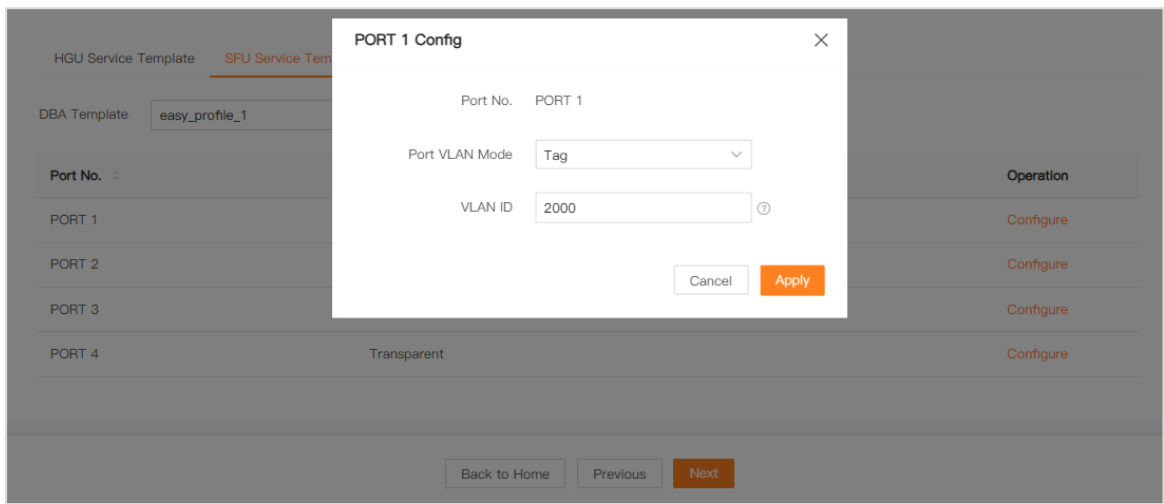 PORT 1 Config
HGU Service Template SFU Service Tem
Port No. PORT 1
DBA Template easy_profile_1
Port VLAN Mode Tag
Port No. Operation
VLAN ID 2000
PORT 1 Configure
PORT 2 Configure
Cancel Apply
PORT 3 Configure
PORT 4 Transparent Configure
Back to Home Previous Next